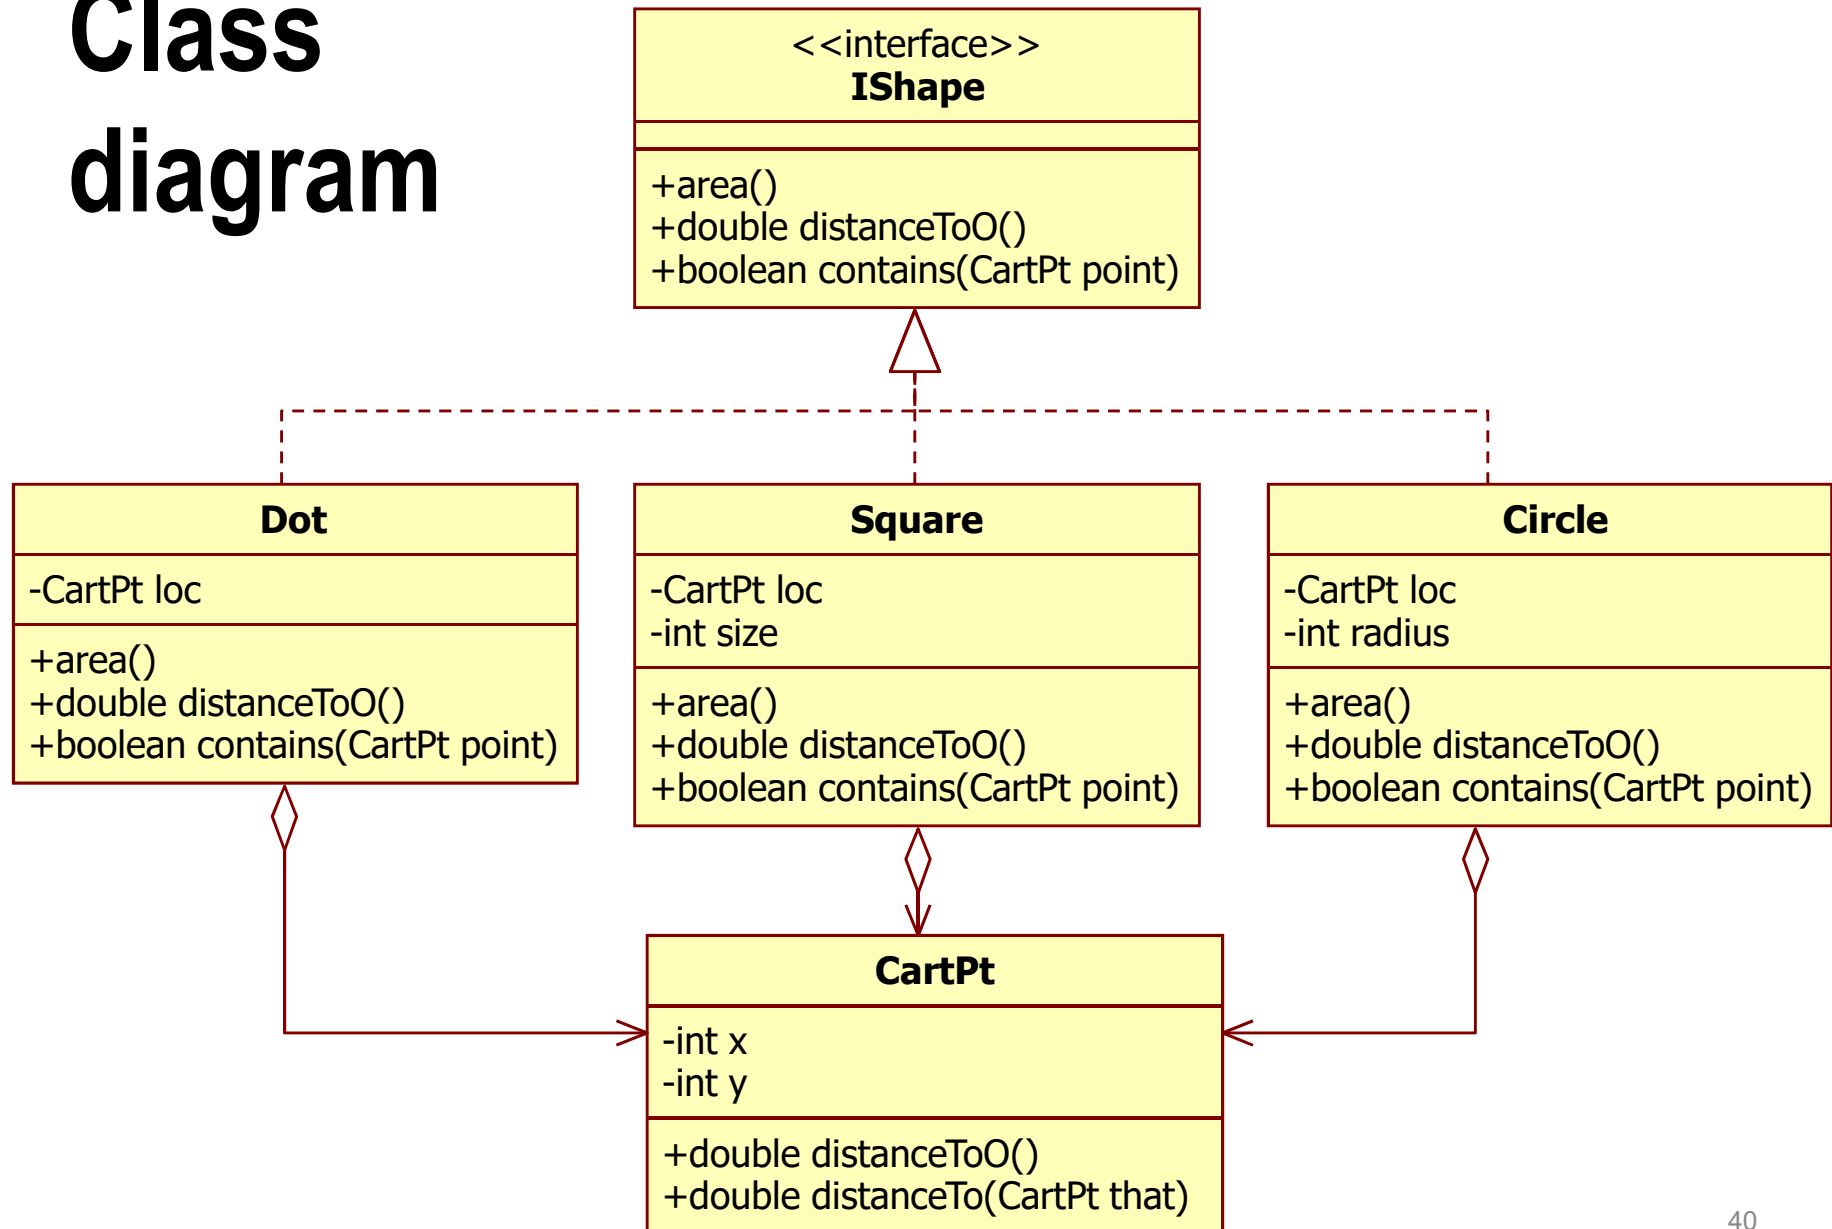 Class
diagram
<<interface>>
IShape
+area()
+double distanceToO()
+boolean contains(CartPt point)
Dot
-CartPt loc
+area()
+double distanceToO()
+boolean contains(CartPt point)
Square
-CartPt loc
-int size
+area()
+double distanceToO()
+boolean contains(CartPt point)
Circle
-CartPt loc
-int radius
+area()
+double distanceToO()
+boolean contains(CartPt point)
CartPt
-int x
-int y
+double distanceToO()
+double distanceTo(CartPt that)
40